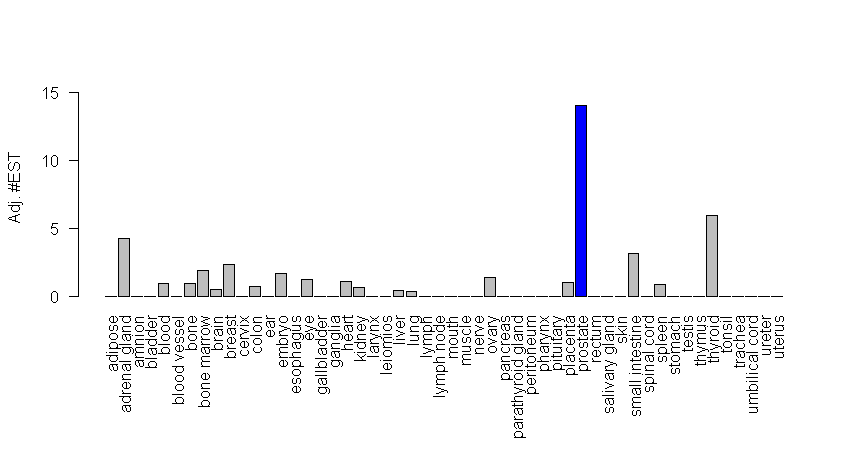 Adj. #EST
15
10
5
0
adipose
adrenal gland
amnion
bladder
blood
blood vessel
bone
bone marrow
brain
breast
cervix
colon
ear
embryo
esophagus
eye
gallbladder
ganglia
heart
kidney
larynx
leiomios
liver
lung
lymph
lymph node
mouth
muscle
nerve
ovary
pancreas
parathyroid gland
peritoneum
pharynx
pituitary
placenta
prostate
rectum
salivary gland
skin
small intestine
spinal cord
spleen
stomach
testis
thymus
thyroid
tonsil
trachea
umbilical cord
ureter
uterus